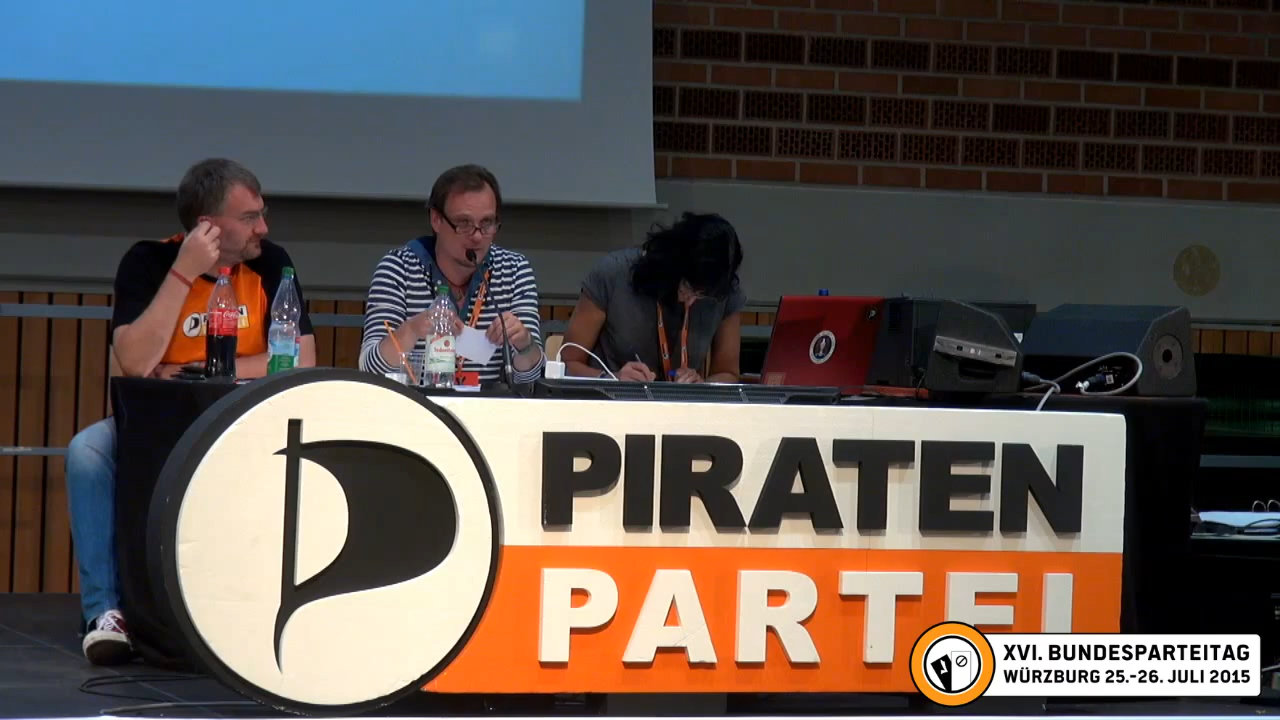 PIRATEN
PARTEI
XVI. BUNDESPARTEITAG
WÜRZBURG 25.-26. JULI 2015